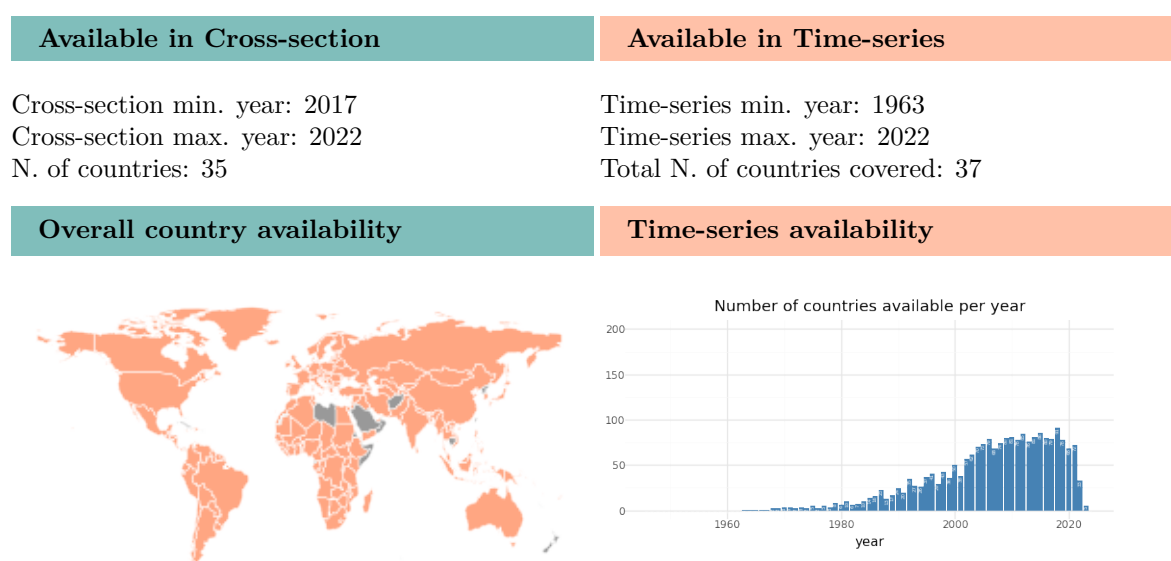 Available in Cross-section
Available in Time-series
Cross-section min. year: 2017
Cross-section max. year: 2022
N. of countries: 35
Time-series min. year: 1963
Time-series max. year: 2022
Total N. of countries covered: 37
Overall country availability
Time-series availability
Number of countries available per year
200
150
100
50
0
1960
1980
2000
2020
year